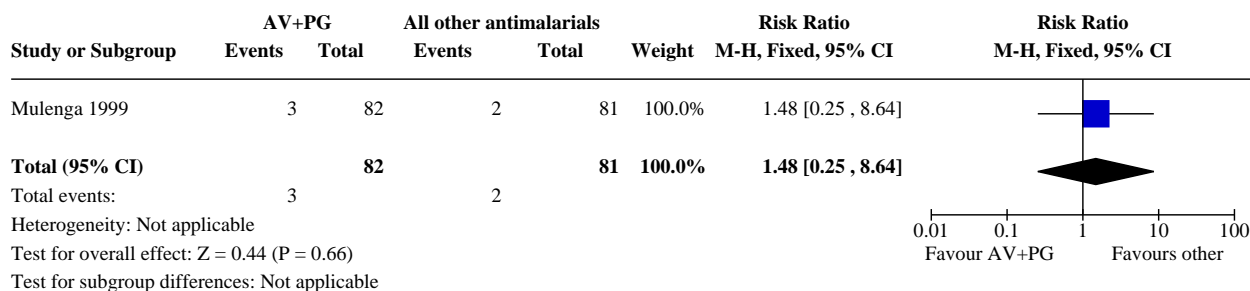 AV+PG All other antimalarials Risk Ratio Risk Ratio
Study or Subgroup Events Total Events Total Weight M-H, Fixed, 95% CI M-H, Fixed, 95% CI
Mulenga 1999 3 82 2 81 100.0% 1.48 [0.25 , 8.64]
Total (95% CI) 82 81 100.0% 1.48 [0.25 , 8.64]
Total events: 3 2
Heterogeneity: Not applicable
0.01 0.1 1 10 100
Test for overall effect: Z = 0.44 (P = 0.66)
Favour AV+PG Favours other
Test for subgroup differences: Not applicable